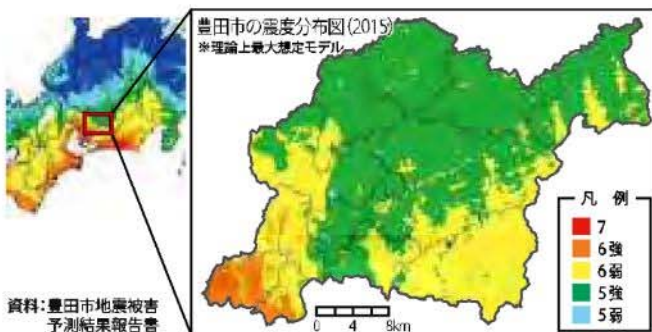 豊田市の震度分布図(2015)
※理論上最大想定モデル
凡 例
7
6強
6弱
5強
5弱
0 4 8km
資料:豊田市地震被害
予測結果報告書